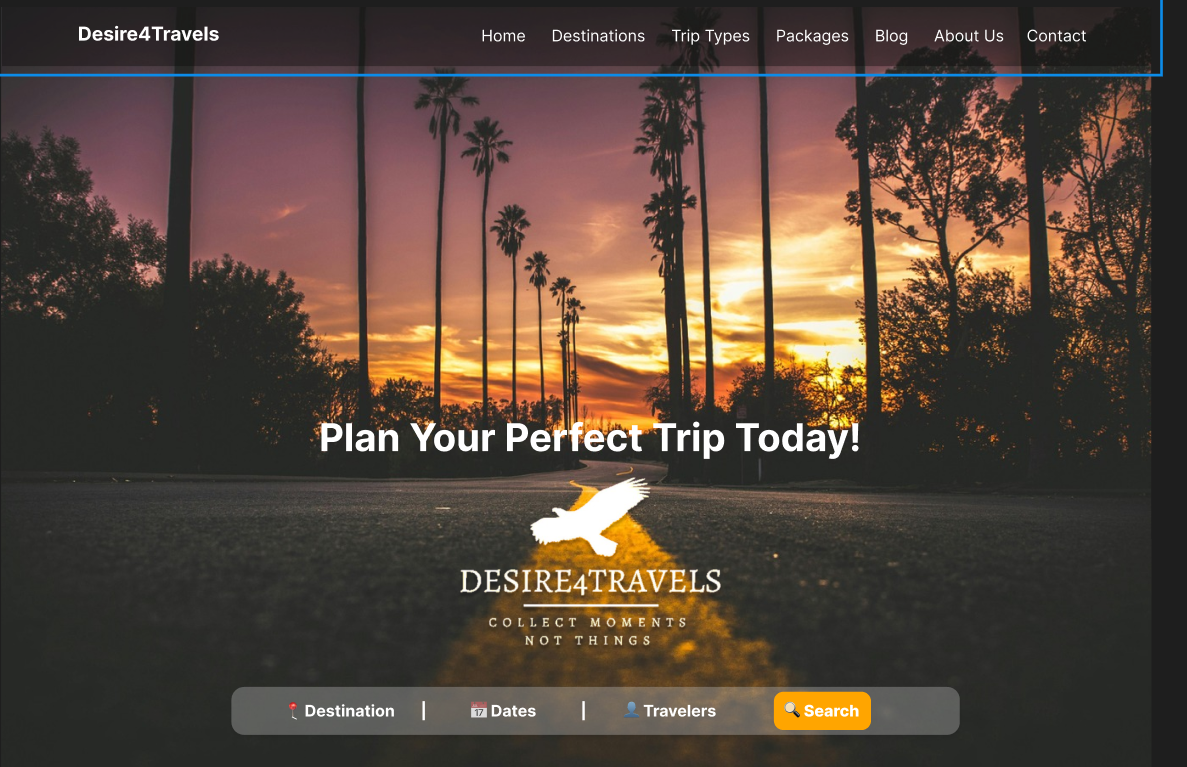 Desire4Travels Home Destinations Trip Types Packages Blog About Us Contact
Plan Your Perfect Trip Today!
DESIRE4TRAVELS
COLLECT MOMENTS
NOT THINGS
📍 Destination | 📅 Dates | 👤 Travelers 🔍 Search